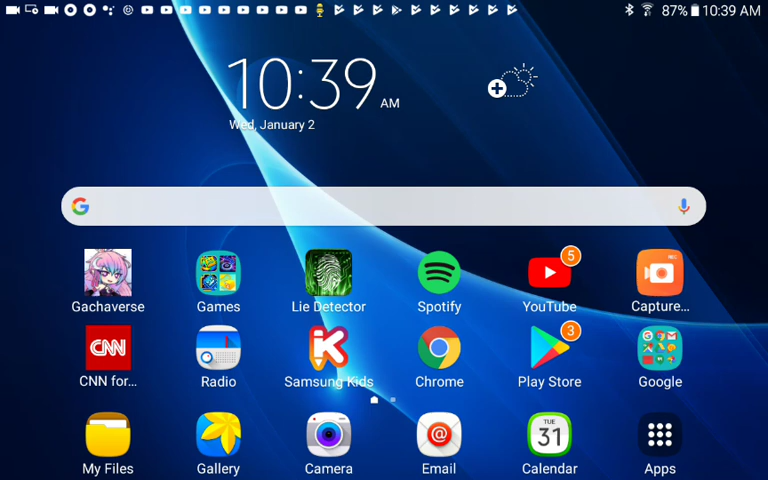 87% 10:39 AM
10:39 AM
Wed, January 2
Gachaverse Games Lie Detector Spotify 5 YouTube Capture...
CNN
CNN for... Radio Samsung Kids Chrome 3 Play Store Google
TUE
31
My Files Gallery Camera Email Calendar Apps